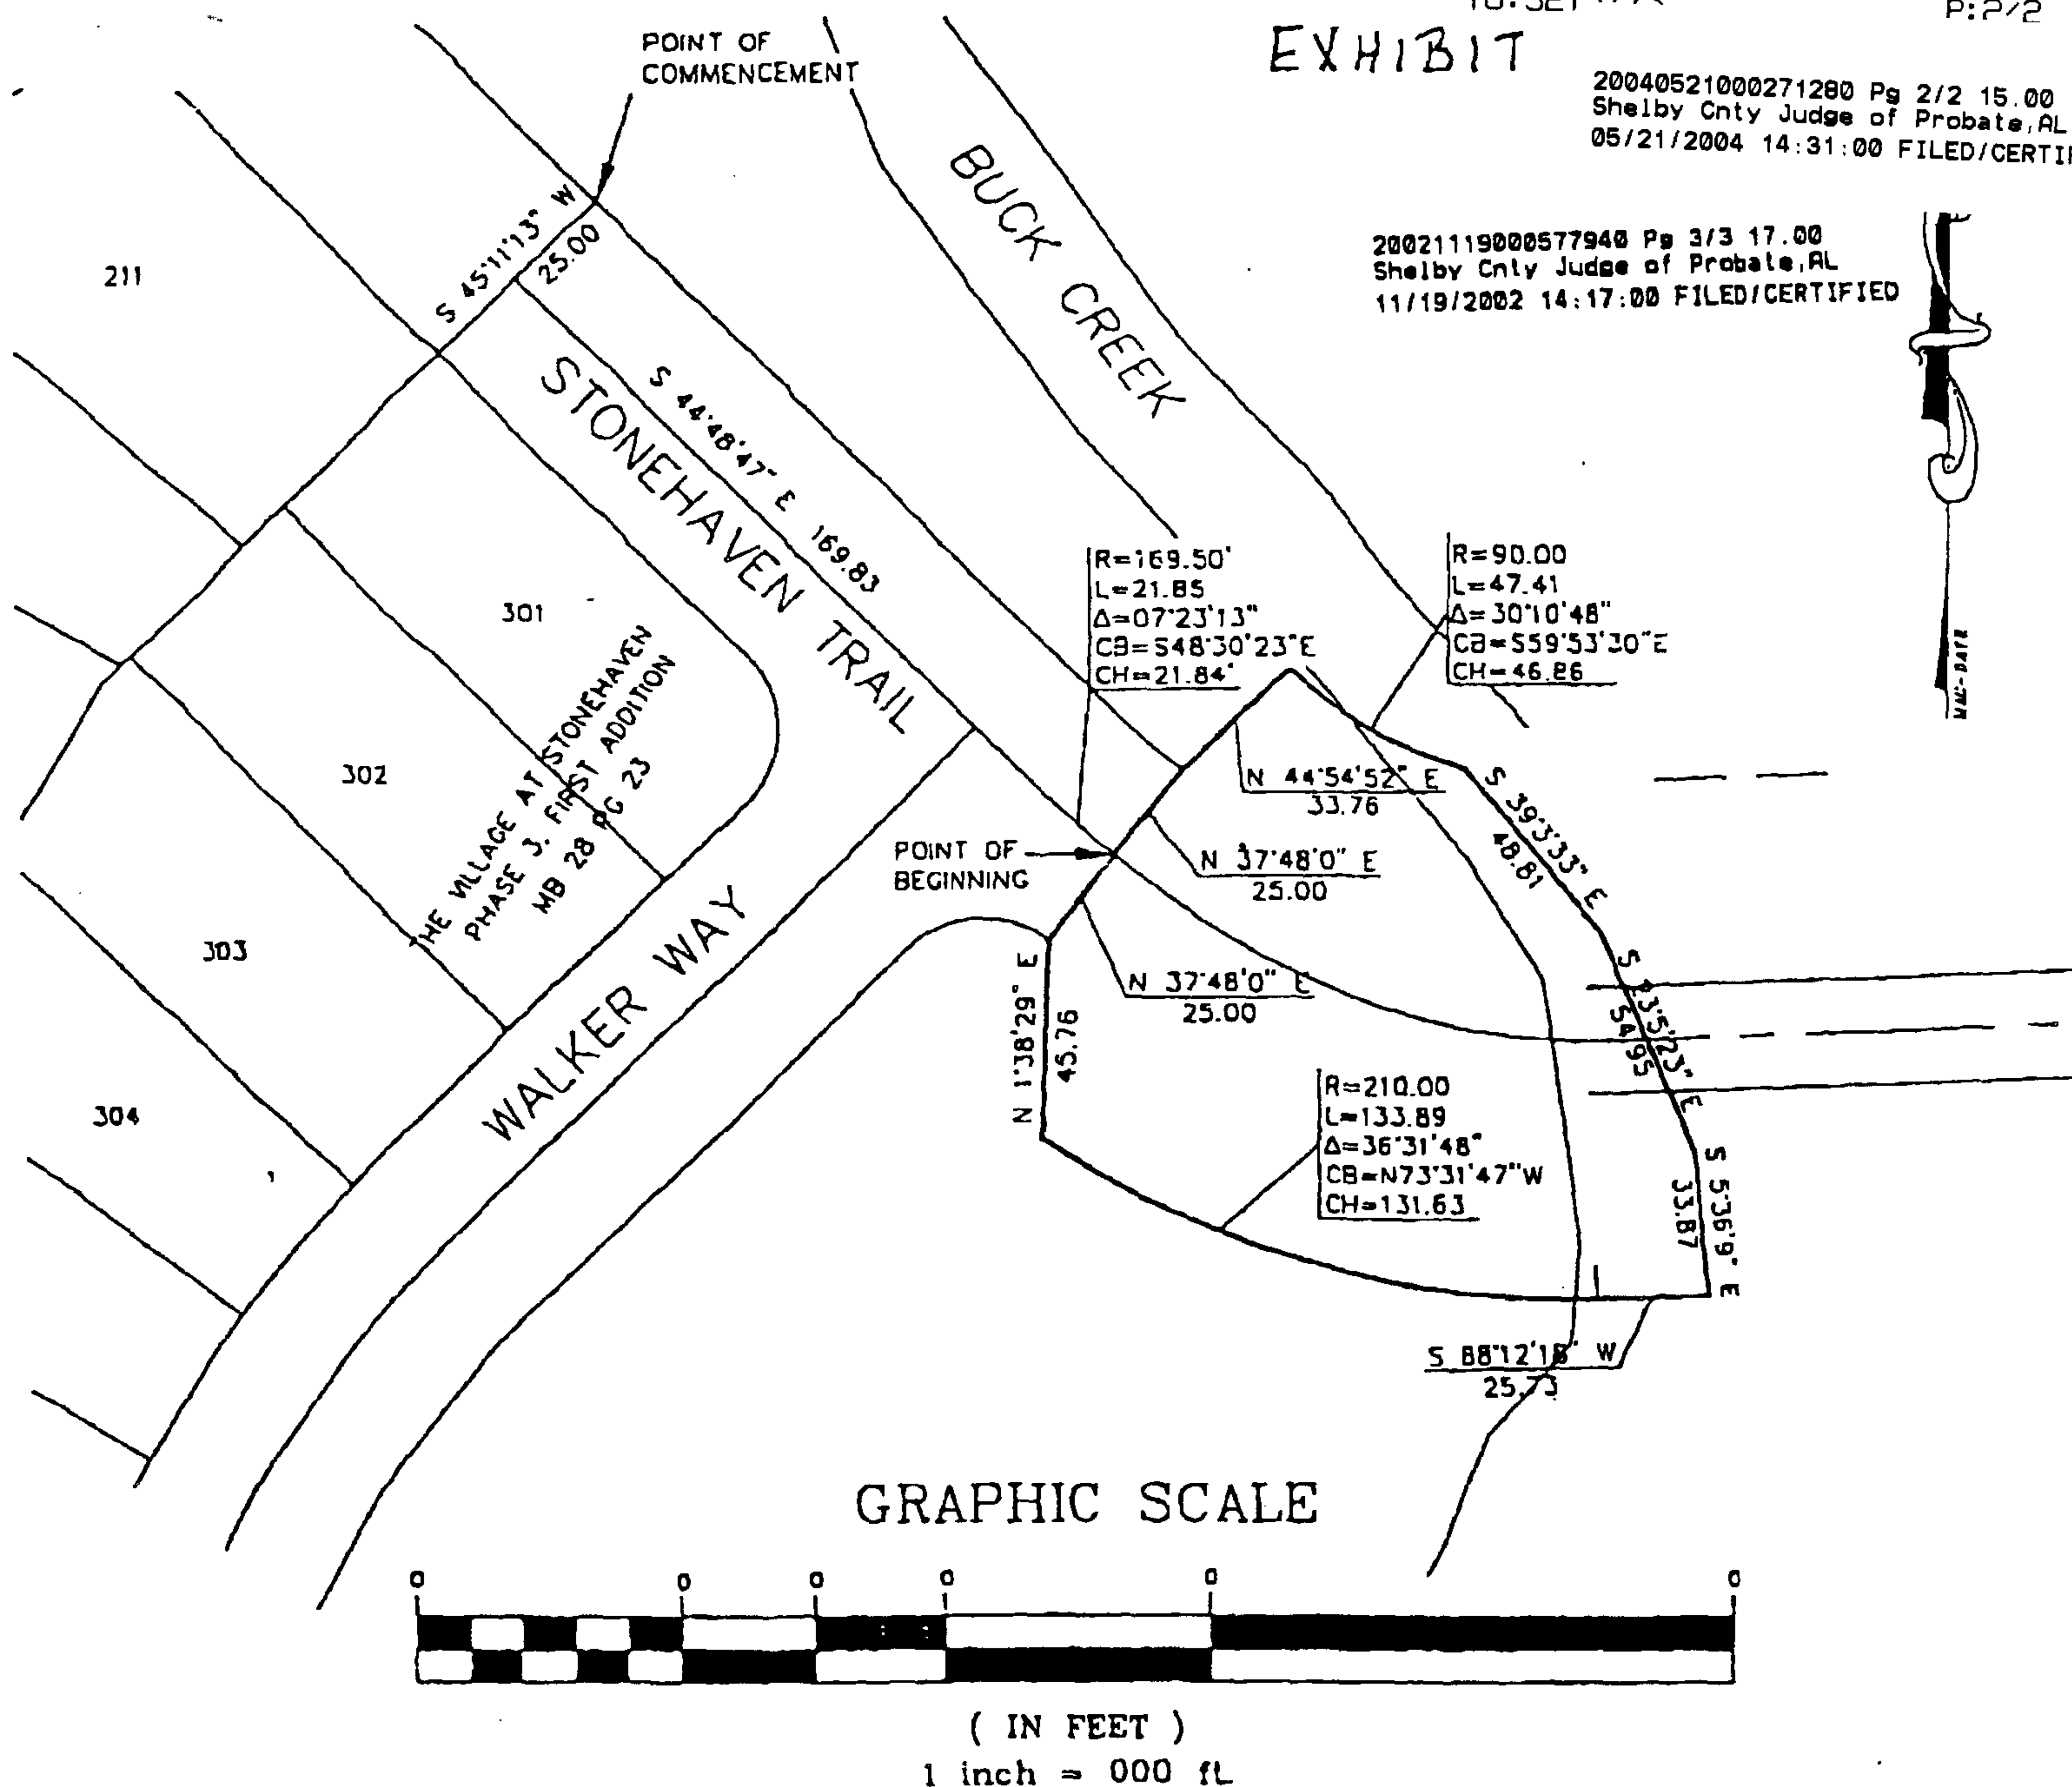 P:2/2
EXHIBIT
20040521000271280 Pg 2/2 15.00
Shelby Cnty Judge of Probate, AL
05/21/2004 14:31:00 FILED/CERTIF
20021119000577940 Pg 3/3 17.00
Shelby Cnty Judge of Probate, AL
11/19/2002 14:17:00 FILED/CERTIFIED
POINT OF
COMMENCEMENT
BUCK CREEK
S 45°11'13" W
25.00
211
STONEHAVEN TRAIL
S 44°48'47" E 169.83
R=169.50'
L=21.85
Δ=07°23'13"
CB=S48°30'23"E
CH=21.84'
R=90.00
L=47.41
Δ=30°10'48"
CB=S59°53'30"E
CH=46.86
301
302
303
304
THE VILLAGE AT STONEHAVEN
PHASE 3. FIRST ADDITION
MB 28 PG 23
WALKER WAY
N 44°54'52" E
33.76
S 39°3'33" E
48.81
POINT OF
BEGINNING
N 37°48'0" E
25.00
N 37°48'0" E
25.00
N 1°38'29" E
45.76
S 23°5'23" E
54.95
R=210.00
L=133.89
Δ=36°31'48"
CB=N73°31'47"W
CH=131.63
S 5°36'9" E
33.87
S 88°12'18" W
25.73
GRAPHIC SCALE
0 0 0 0 0 0
( IN FEET )
1 inch = 000 ft.